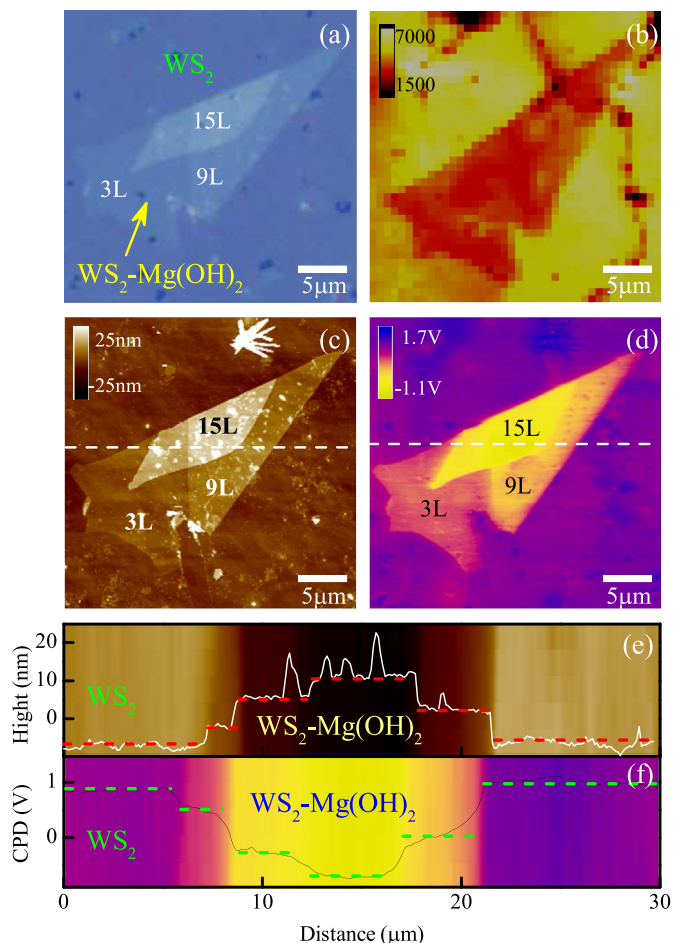 (a)
WS2
15L
9L
3L
WS2-Mg(OH)2
5μm
(b)
7000
1500
5μm
(c)
25nm
-25nm
15L
9L
3L
5μm
(d)
1.7V
-1.1V
15L
9L
3L
5μm
(e)
20
10
0
Hight (nm)
WS2
WS2-Mg(OH)2
(f)
1
0
CPD (V)
WS2-Mg(OH)2
WS2
0 10 20 30
Distance (μm)